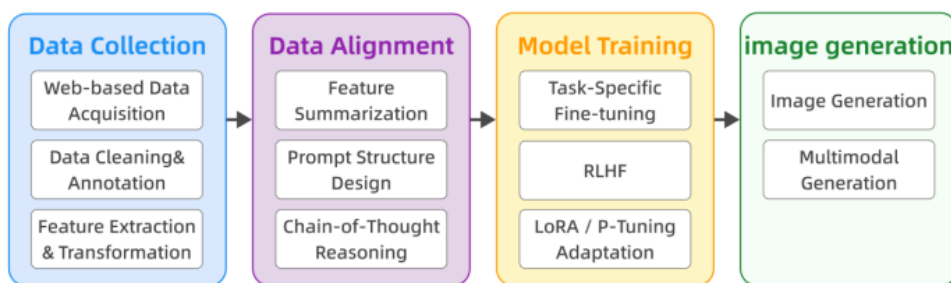 Data Collection
Web-based Data
Acquisition
Data Cleaning&
Annotation
Feature Extraction
& Transformation
Data Alignment
Feature
Summarization
Prompt Structure
Design
Chain-of-Thought
Reasoning
Model Training
Task-Specific
Fine-tuning
RLHF
LoRA / P-Tuning
Adaptation
image generation
Image Generation
Multimodal
Generation